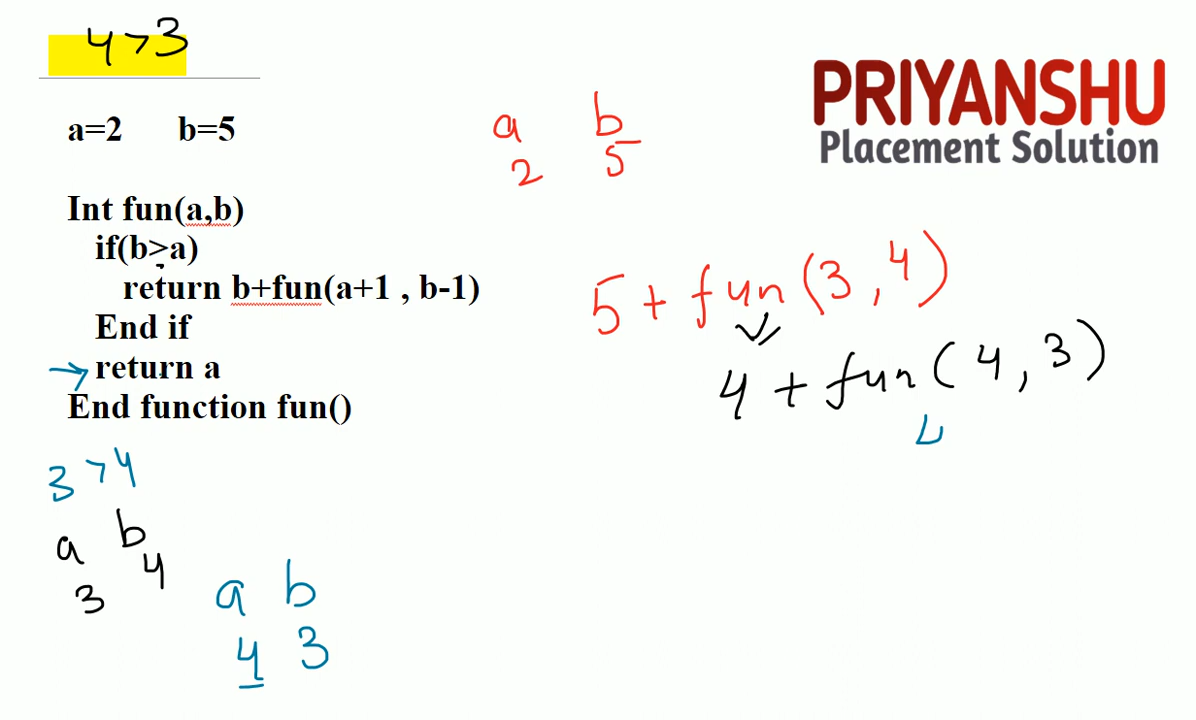 4>3
PRIYANSHU
Placement Solution
a=2 b=5
a b
2 5
Int fun(a,b)
if(b>a)
return b+fun(a+1 , b-1)
End if
return a
End function fun()
5 + fun(3,4)
4 + fun(4,3)
4
3>4
a b
3 4
a b
4 3